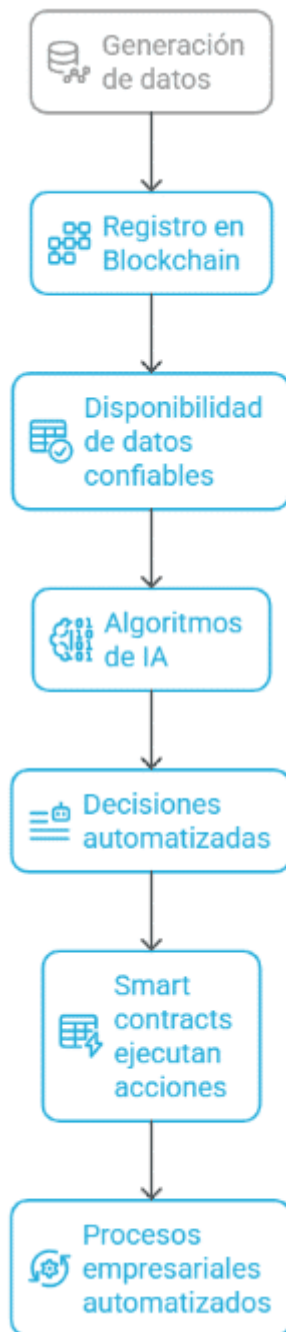 Generación
de datos
Registro en
Blockchain
Disponibilidad
de datos
confiables
Algoritmos
de IA
Decisiones
automatizadas
Smart
contracts
ejecutan
acciones
Procesos
empresariales
automatizados